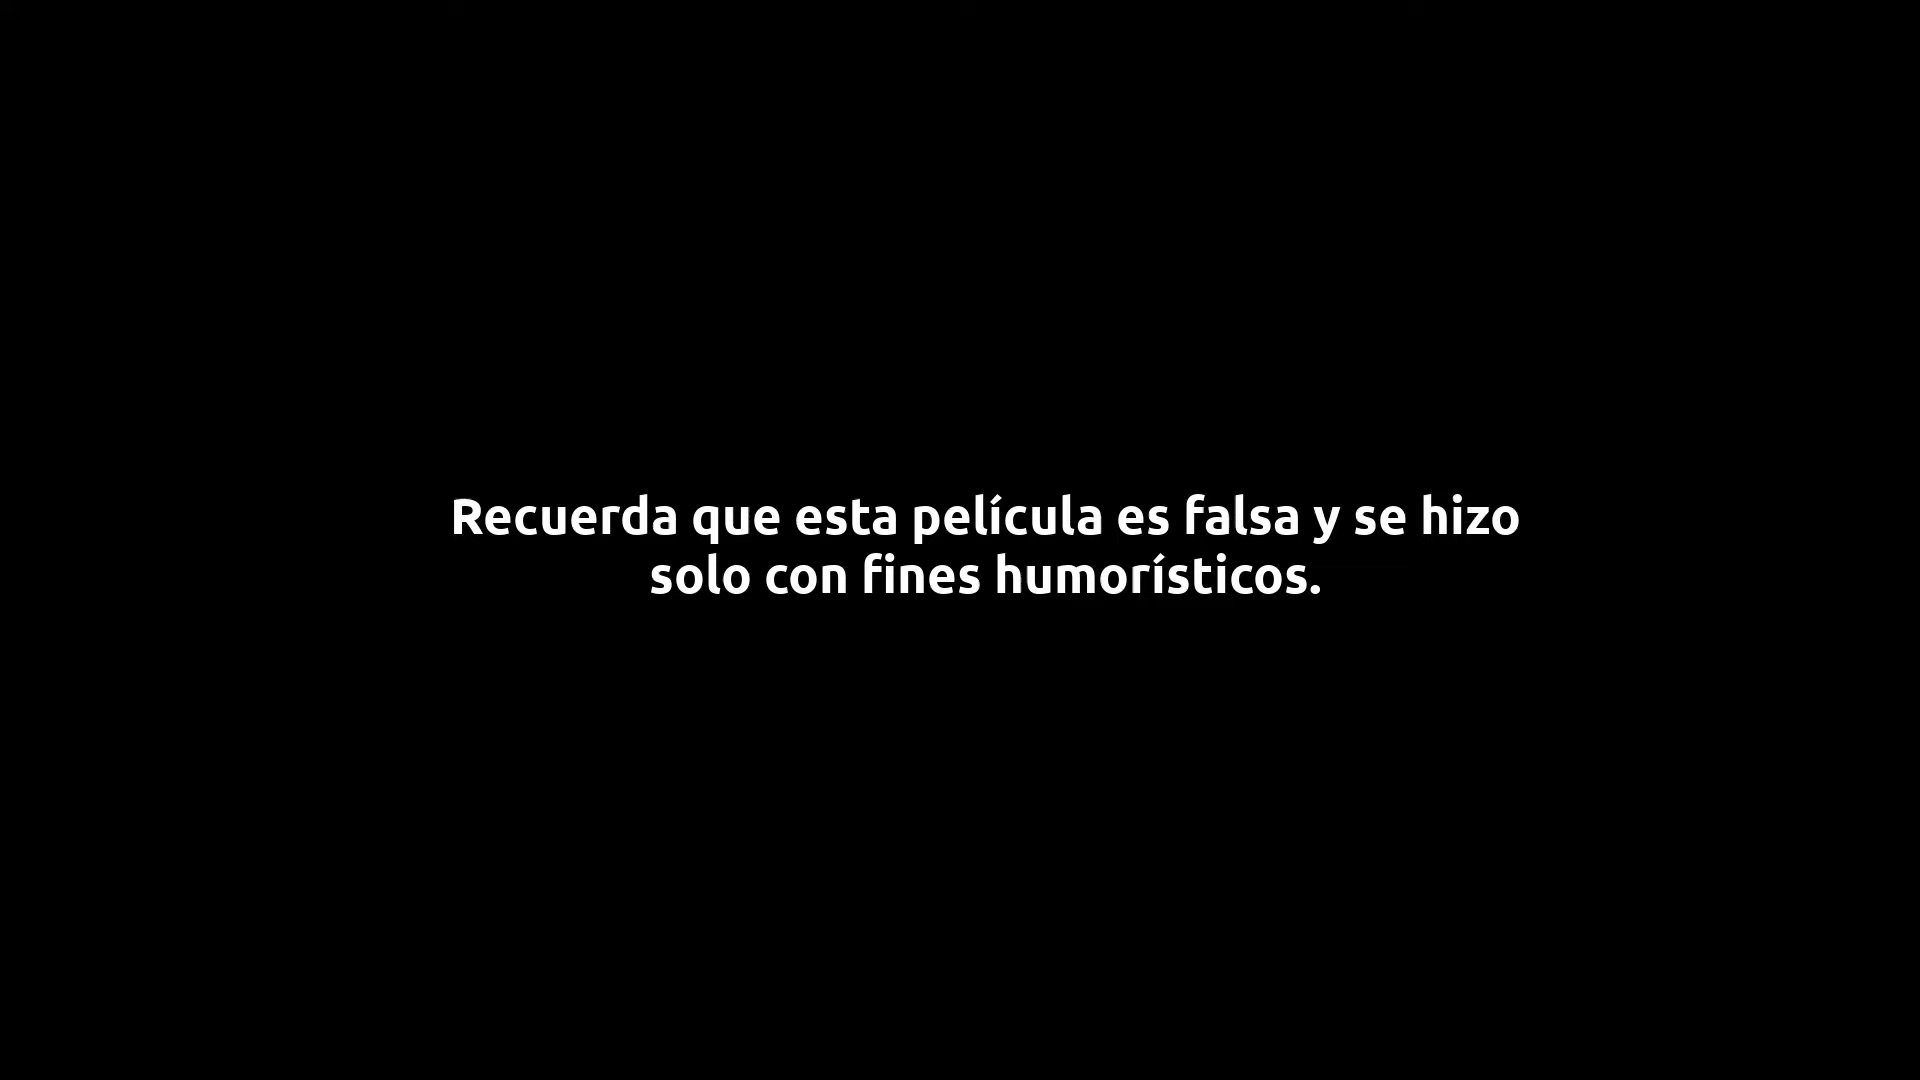 Recuerda que esta película es falsa y se hizo
solo con fines humorísticos.